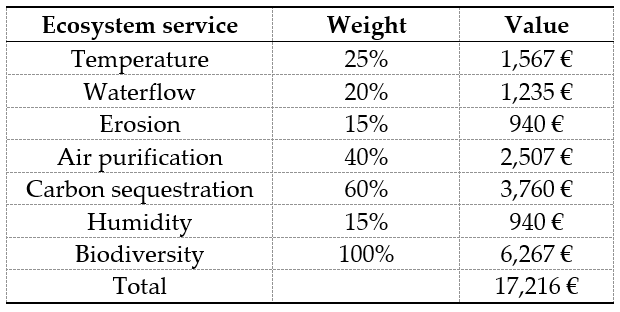 Ecosystem service Weight Value
Temperature 25% 1,567 €
Waterflow 20% 1,235 €
Erosion 15% 940 €
Air purification 40% 2,507 €
Carbon sequestration 60% 3,760 €
Humidity 15% 940 €
Biodiversity 100% 6,267 €
Total 17,216 €